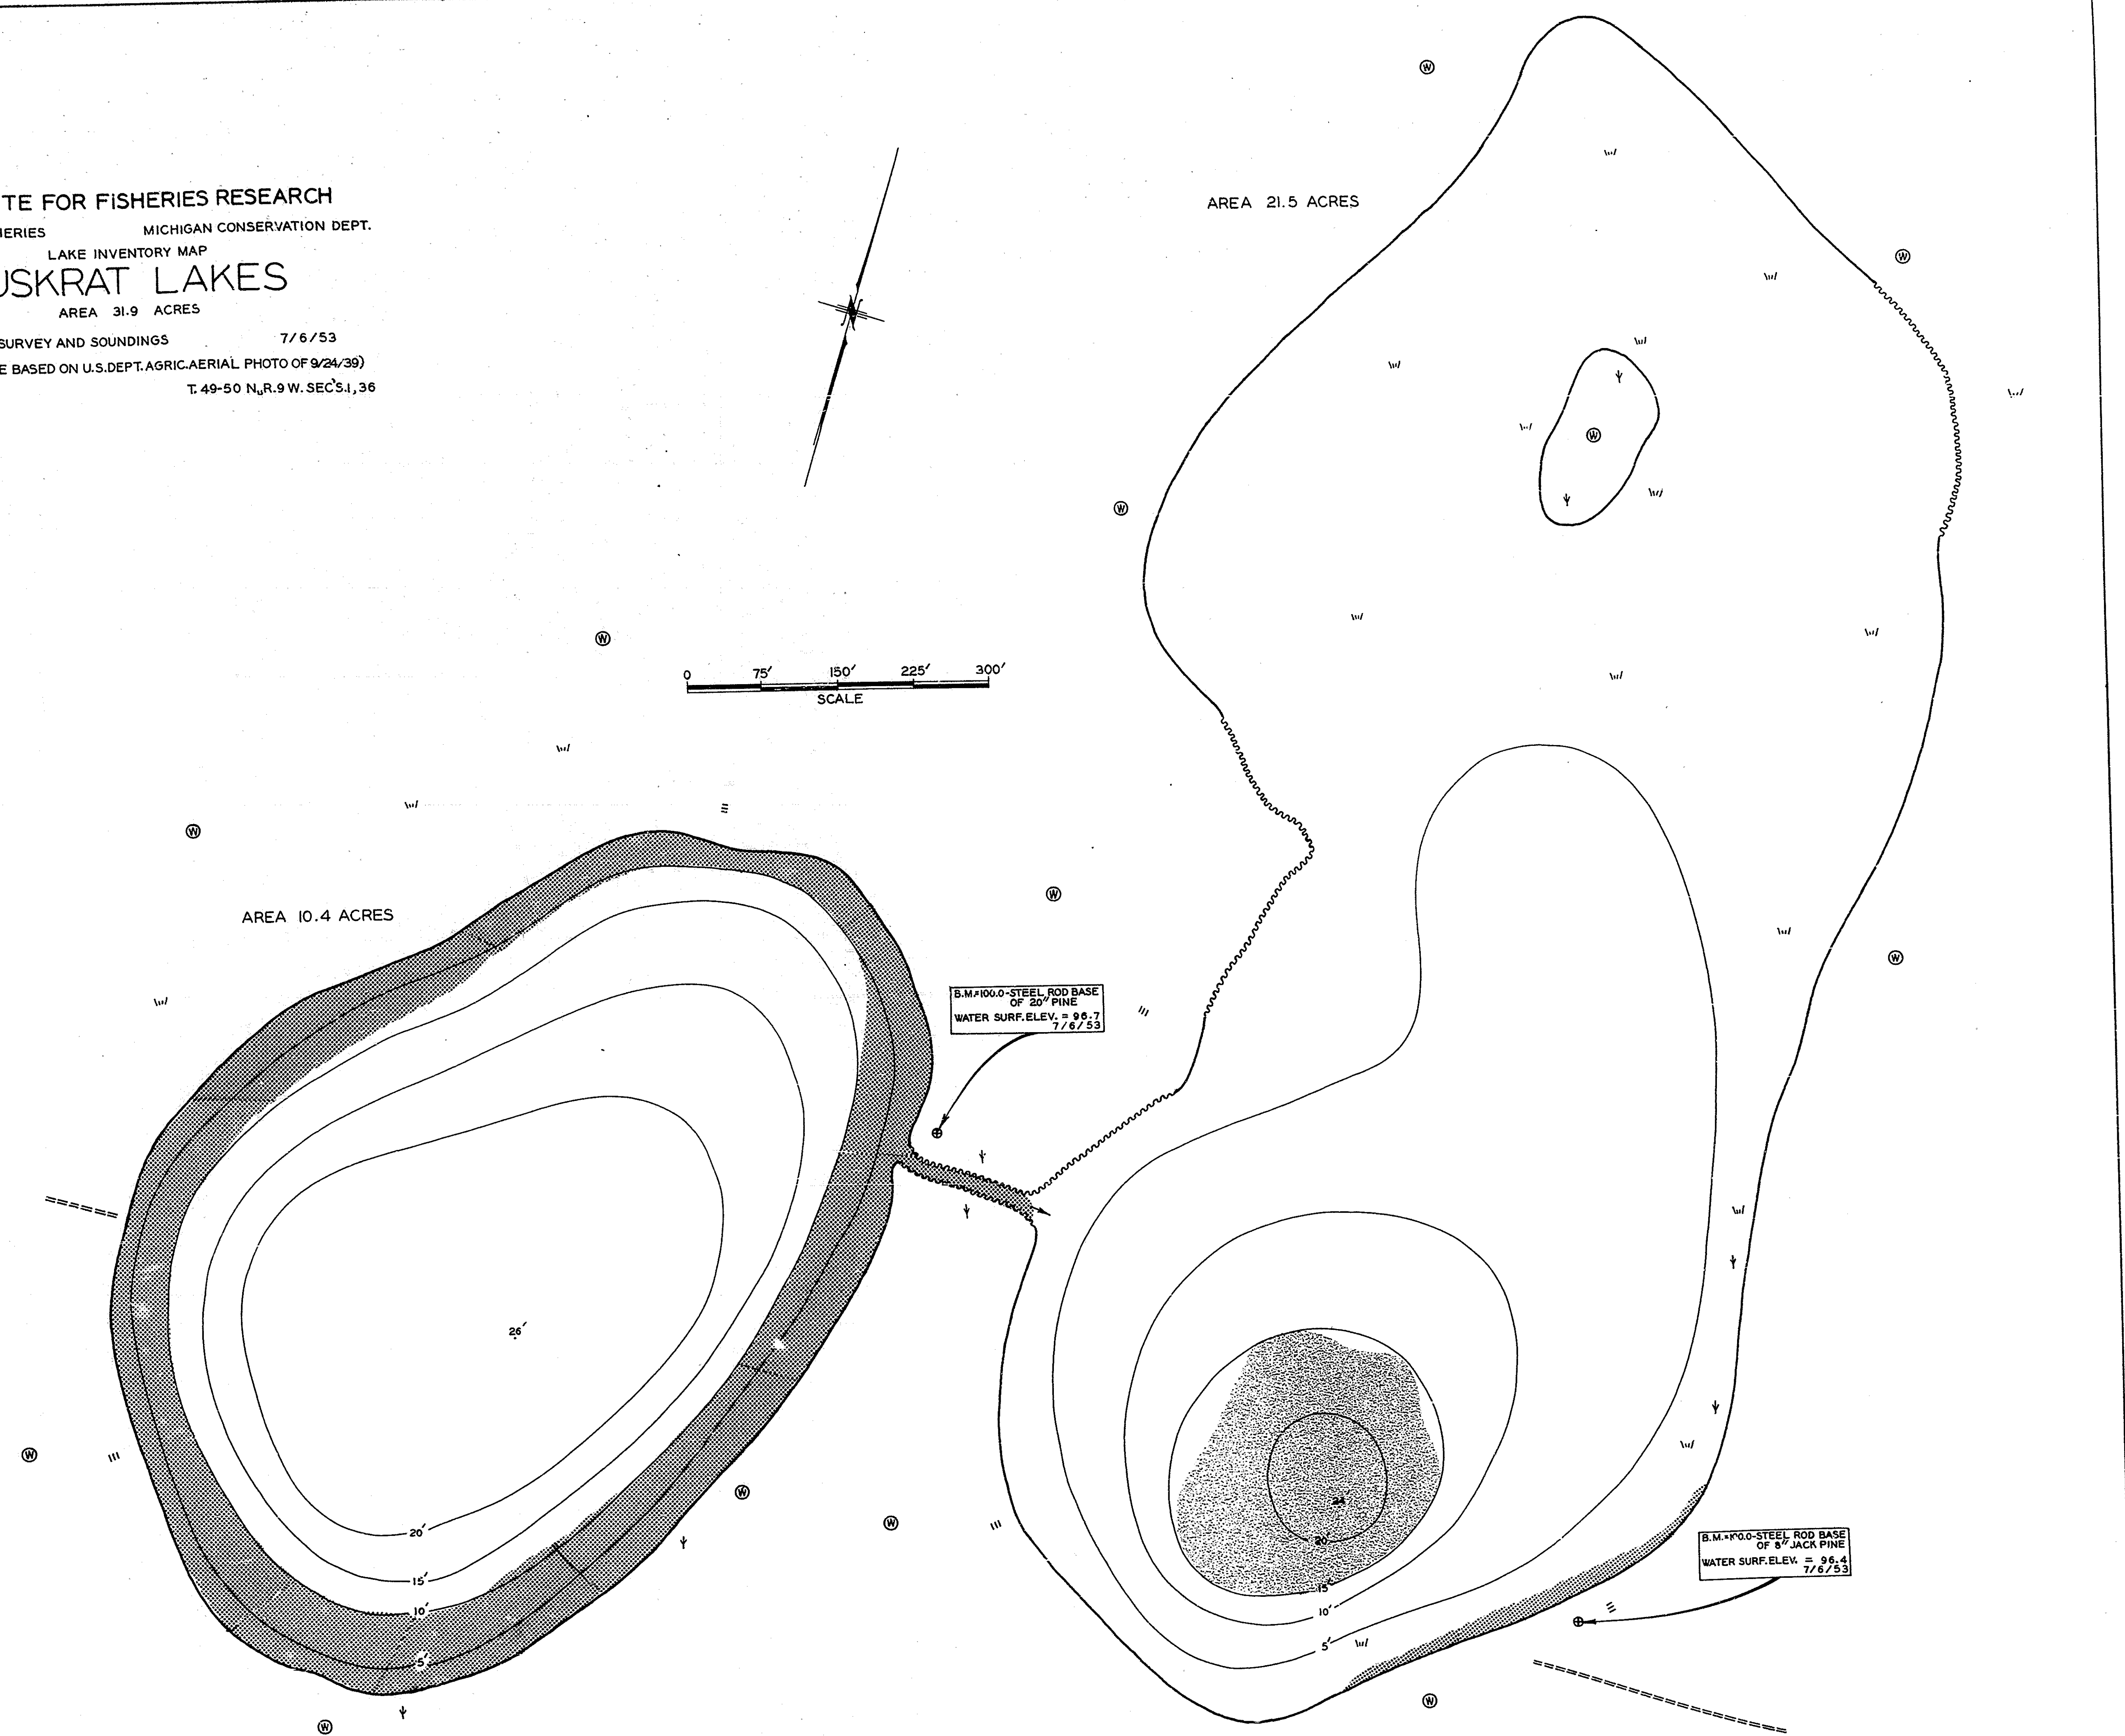 TE FOR FISHERIES RESEARCH
IERIES MICHIGAN CONSERVATION DEPT.
LAKE INVENTORY MAP
USKRAT LAKES
AREA 31.9 ACRES
SURVEY AND SOUNDINGS 7/6/53
E BASED ON U.S.DEPT.AGRIC.AERIAL PHOTO OF 9/24/39)
T. 49-50 N., R.9 W. SEC'S.1,36
AREA 21.5 ACRES
0 75' 150' 225' 300'
SCALE
AREA 10.4 ACRES
B.M.=100.0-STEEL ROD BASE
OF 20" PINE
WATER SURF.ELEV. = 96.7
7/6/53
26'
20'
15'
10'
5'
24
20'
15'
10'
5'
B.M.=100.0-STEEL ROD BASE
OF 8" JACK PINE
WATER SURF.ELEV. = 96.4
7/6/53
W
W
W
W
W
W
W
W
W
W
W
W
W
W